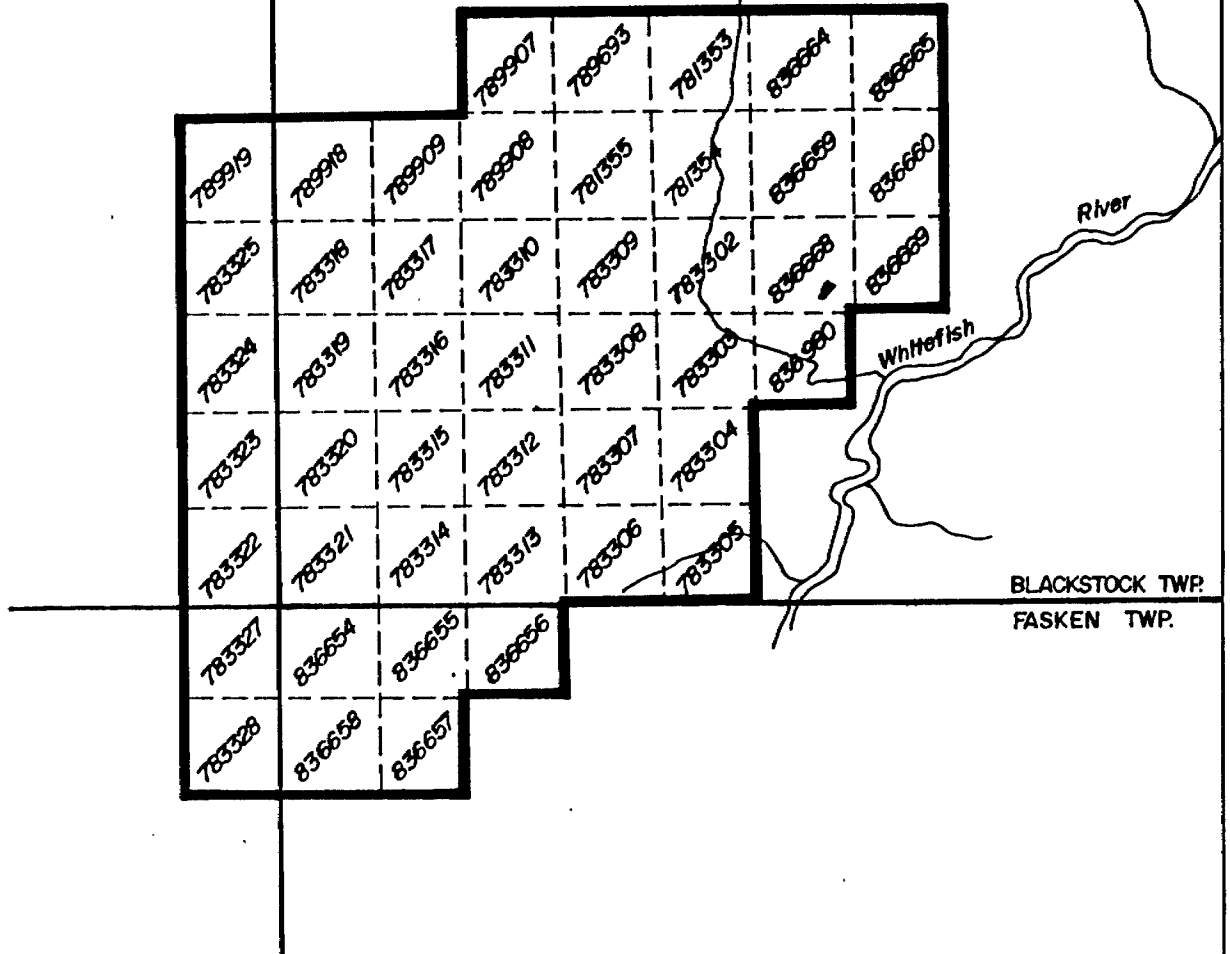 789907 789693 781353 836664 836665
789919 789918 789909 789908 781355 781354 836659 836660
River
783325 783318 783317 783310 783309 783302 836668 836669
783324 783319 783316 783311 783308 783303 836980 Whitefish
783323 783320 783315 783312 783307 783304
783322 783321 783314 783313 783306 783305
BLACKSTOCK TWP.
FASKEN TWP.
783327 836654 836655 836656
783328 836658 836657